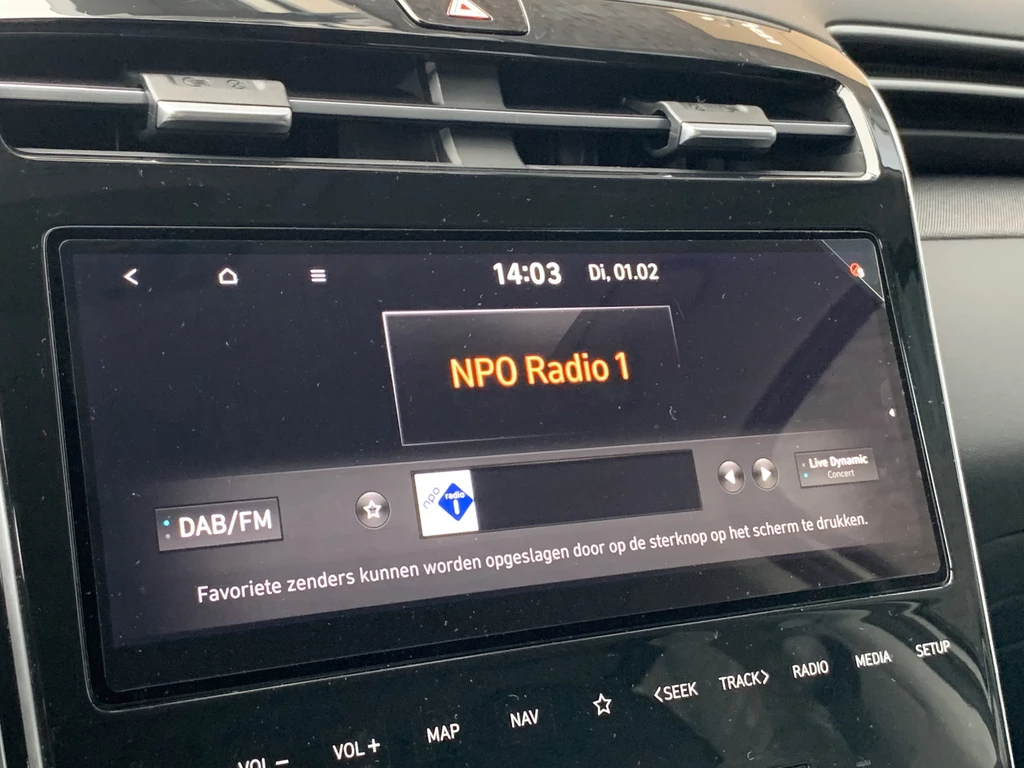 14:03 Di, 01.02
NPO Radio 1
DAB/FM
npo
radio
1
Live Dynamic
Concert
Favoriete zenders kunnen worden opgeslagen door op de sterknop op het scherm te drukken.
VOL − VOL + MAP NAV <SEEK TRACK> RADIO MEDIA SETUP